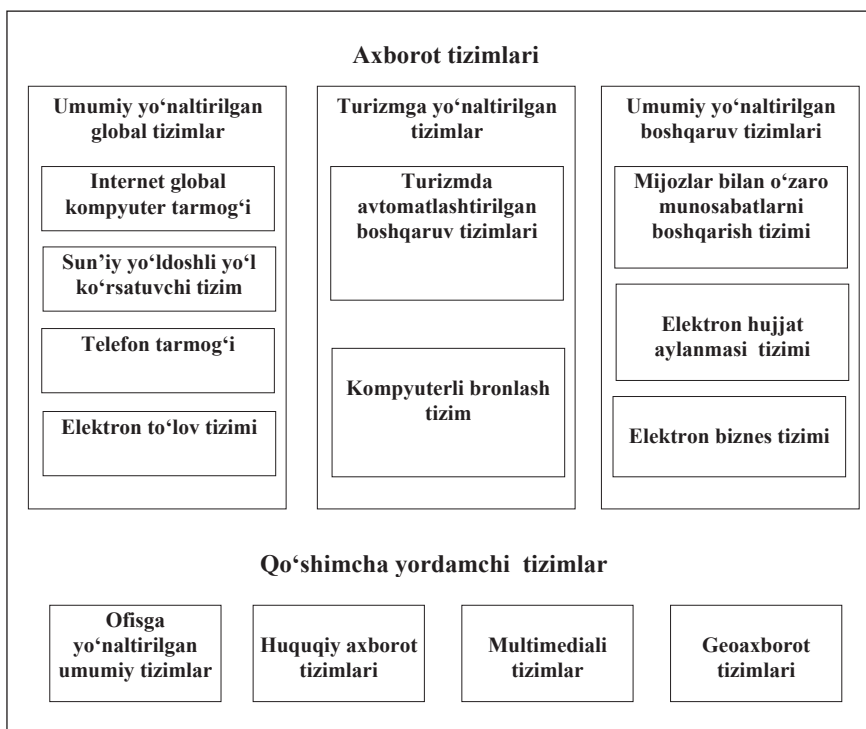 Axborot tizimlari
Umumiy yo‘naltirilgan
global tizimlar
Internet global
kompyuter tarmog‘i
Sun’iy yo‘ldoshli yo‘l
ko‘rsatuvchi tizim
Telefon tarmog‘i
Elektron to‘lov tizimi
Turizmga yo‘naltirilgan
tizimlar
Turizmda
avtomatlashtirilgan
boshqaruv tizimlari
Kompyuterli bronlash
tizim
Umumiy yo‘naltirilgan
boshqaruv tizimlari
Mijozlar bilan o‘zaro
munosabatlarni
boshqarish tizimi
Elektron hujjat
aylanmasi tizimi
Elektron biznes tizimi
Qo‘shimcha yordamchi tizimlar
Ofisga
yo‘naltirilgan
umumiy tizimlar
Huquqiy axborot
tizimlari
Multimediali
tizimlar
Geoaxborot
tizimlari